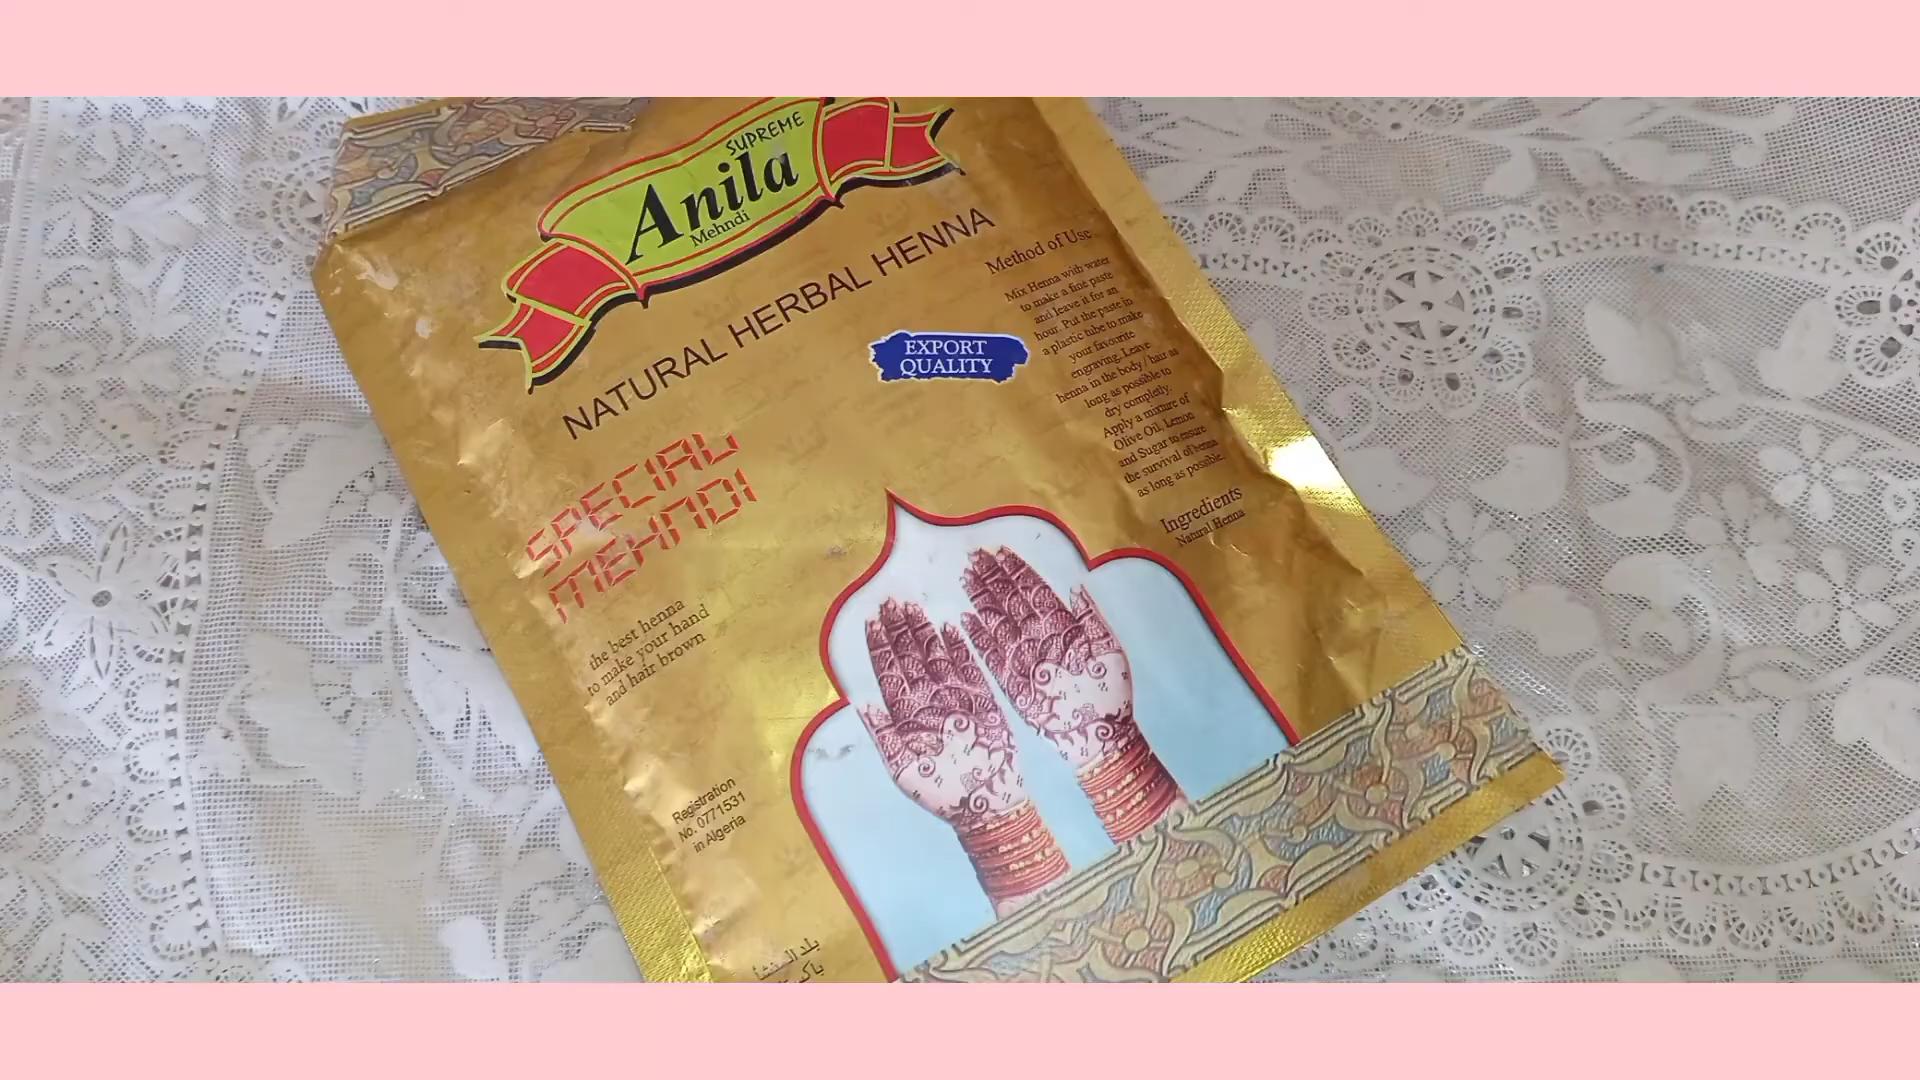 SUPREME
Anila
Mehndi
NATURAL HERBAL HENNA
EXPORT
QUALITY
SPECIAL
MEHNDI
the best henna
to make your hand
and hair brown
Registration
No. 0771531
in Algeria
Method of Use
Mix Henna with water
to make a fine paste
and leave it for an
hour. Put the paste in
a plastic tube to make
your favourite
engraving. Leave
henna in the body / hair as
long as possible to
dry completly.
Apply a mixture of
Olive Oil, Lemon
and Sugar to ensure
the survival of henna
as long as possible.
Ingredients
Natural Henna
بلد المنشأ